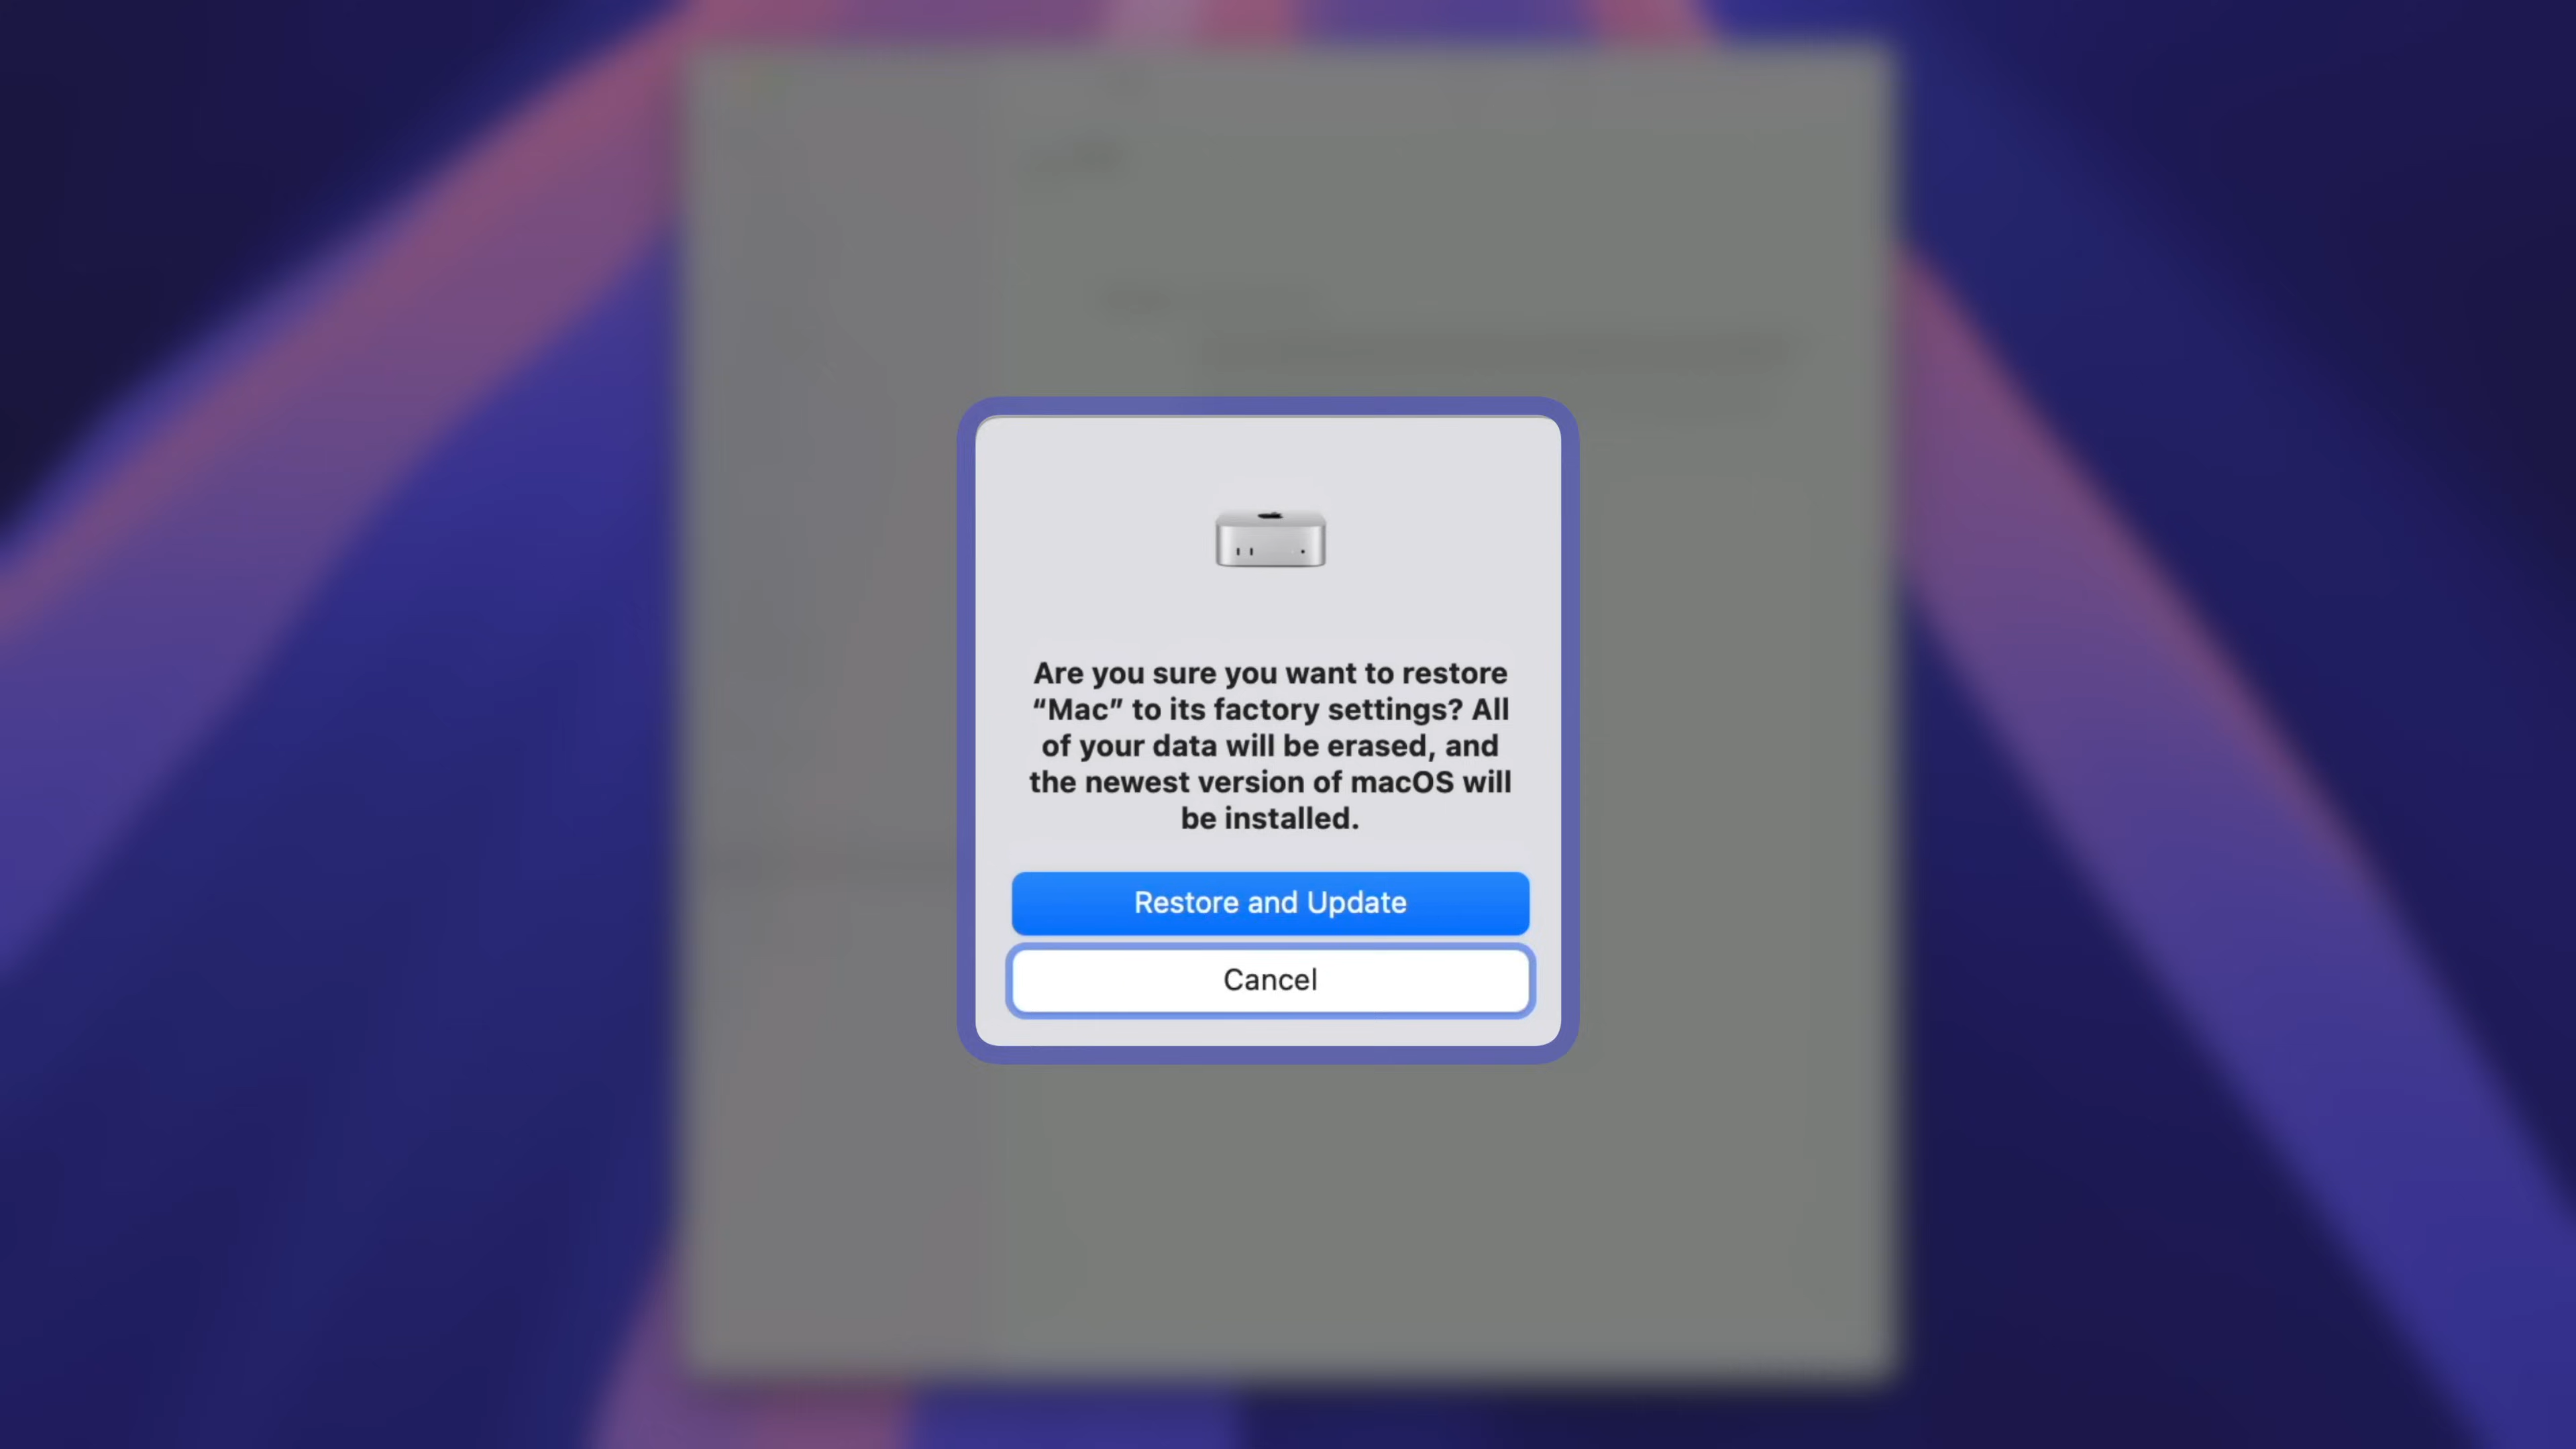 Are you sure you want to restore
“Mac” to its factory settings? All
of your data will be erased, and
the newest version of macOS will
be installed.
Restore and Update
Cancel